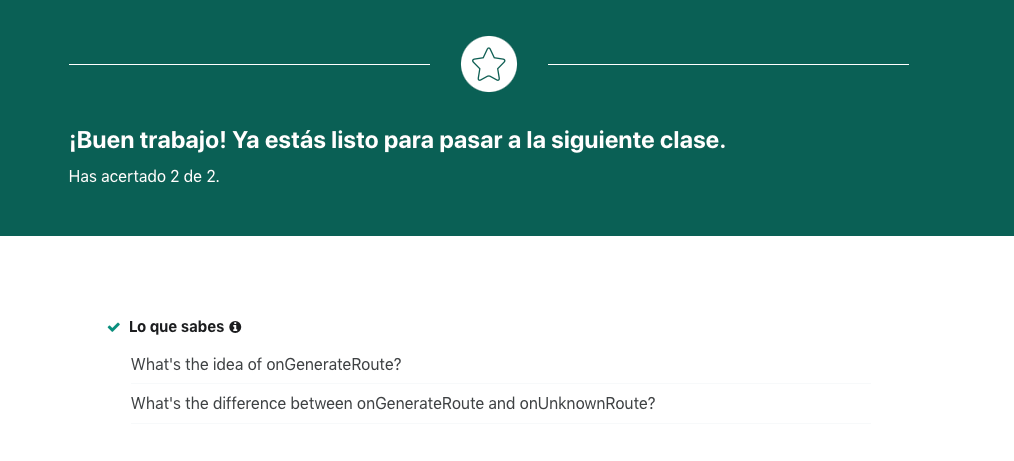 ¡Buen trabajo! Ya estás listo para pasar a la siguiente clase.
Has acertado 2 de 2.
Lo que sabes
What's the idea of onGenerateRoute?
What's the difference between onGenerateRoute and onUnknownRoute?